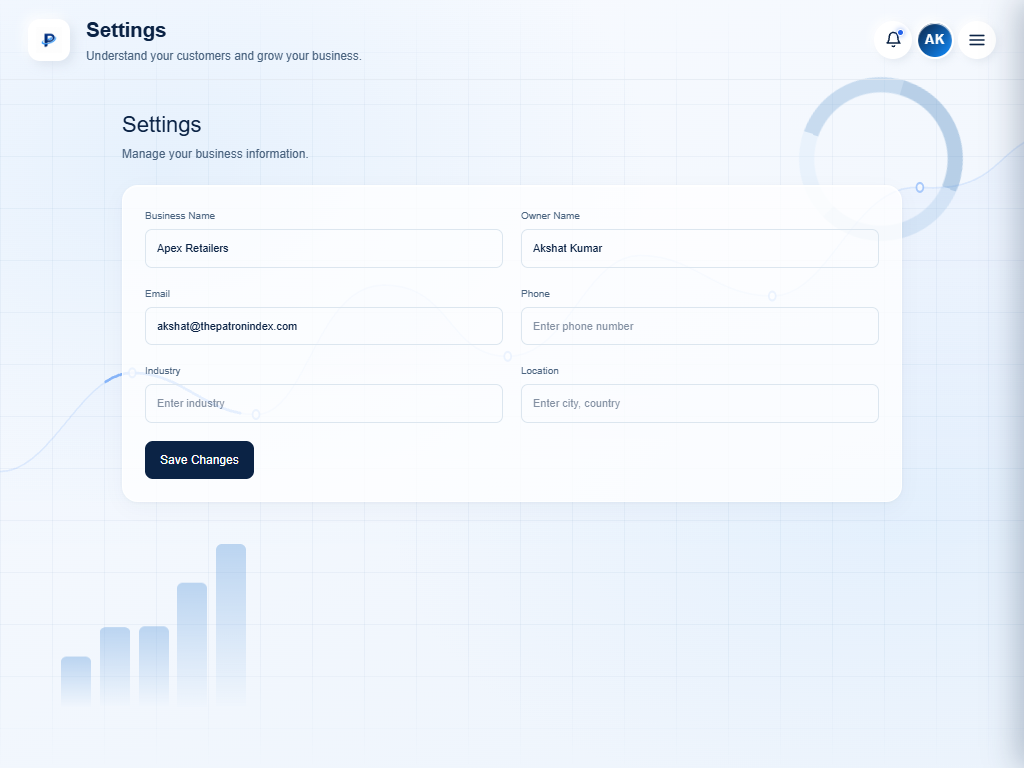 P
Settings
Understand your customers and grow your business.
AK
Settings
Manage your business information.
Business Name
Owner Name
Apex Retailers
Akshat Kumar
Email
Phone
akshat@thepatronindex.com
Enter phone number
Industry
Location
Enter industry
Enter city, country
Save Changes